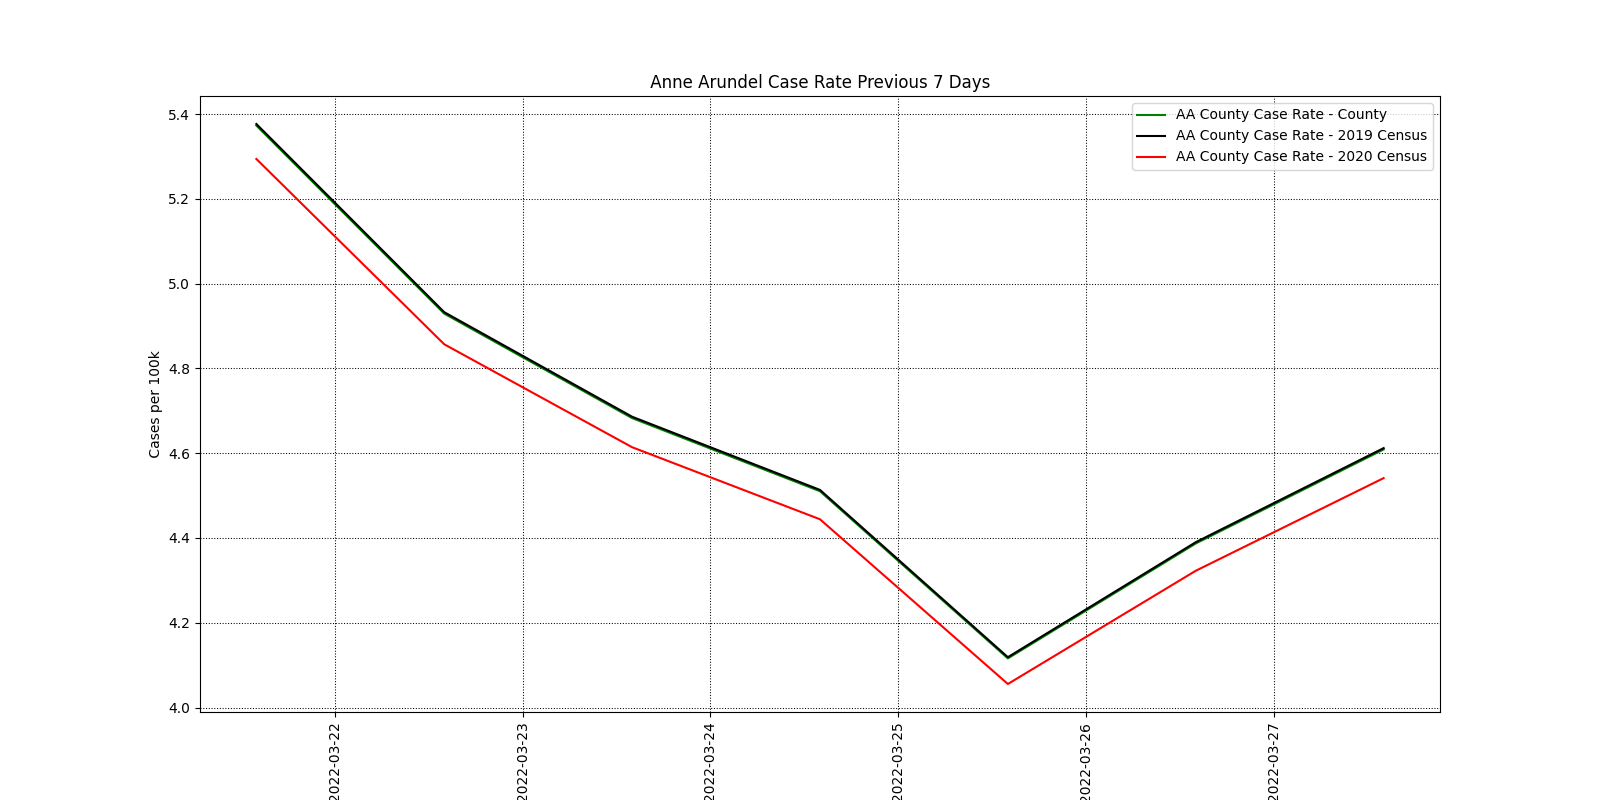 Anne Arundel Case Rate Previous 7 Days
AA County Case Rate - County
AA County Case Rate - 2019 Census
AA County Case Rate - 2020 Census
Cases per 100k
5.4
5.2
5.0
4.8
4.6
4.4
4.2
4.0
2022-03-22
2022-03-23
2022-03-24
2022-03-25
2022-03-26
2022-03-27